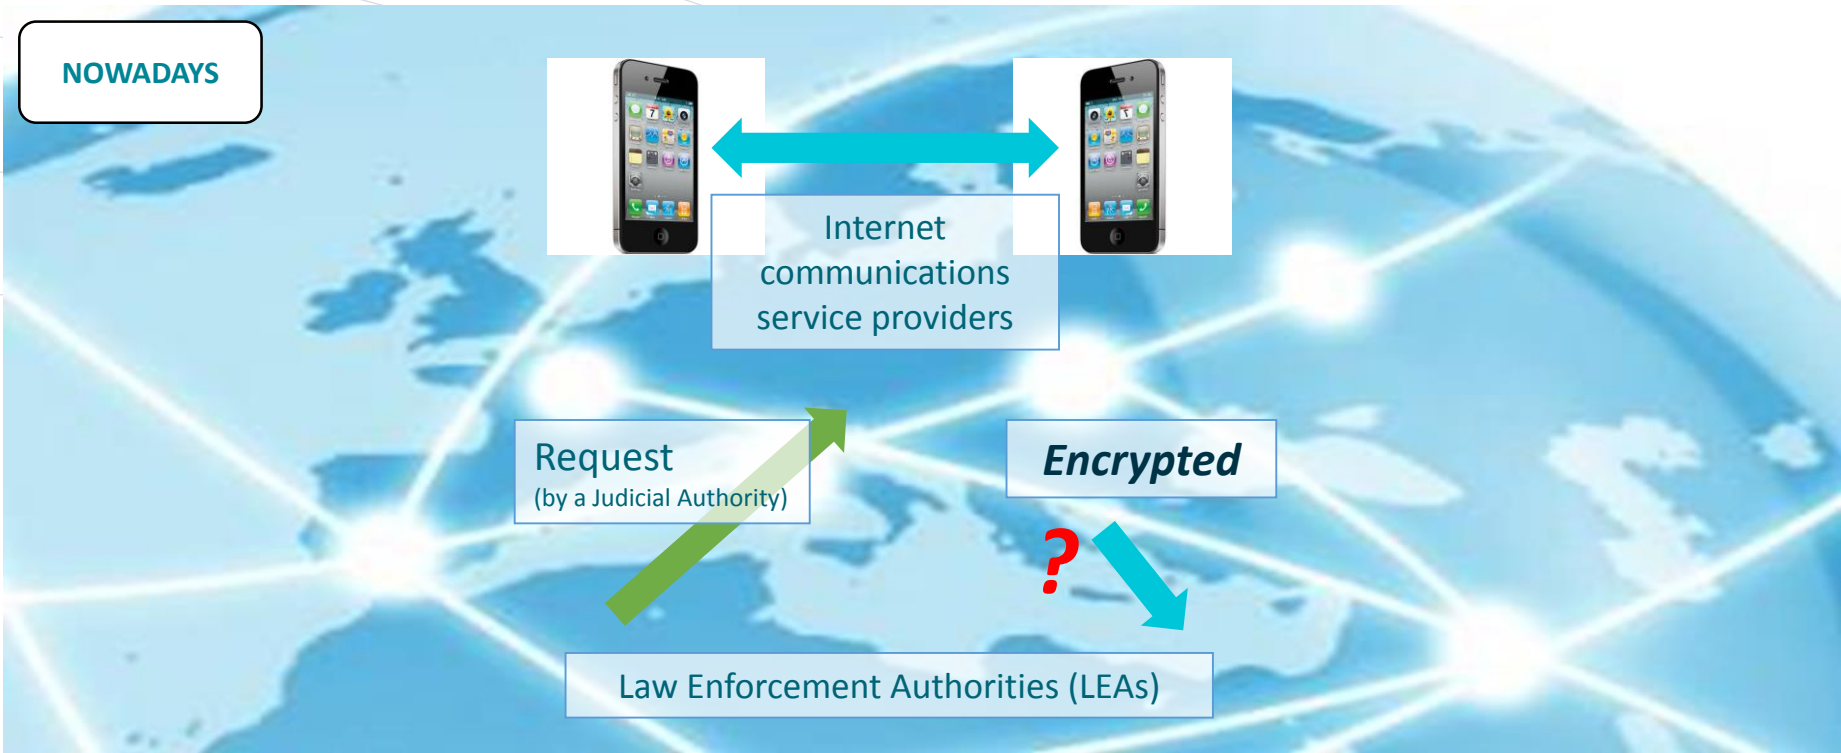 NOWADAYS
Internet
communications
service providers
Request
(by a Judicial Authority)
Encrypted
?
Law Enforcement Authorities (LEAs)